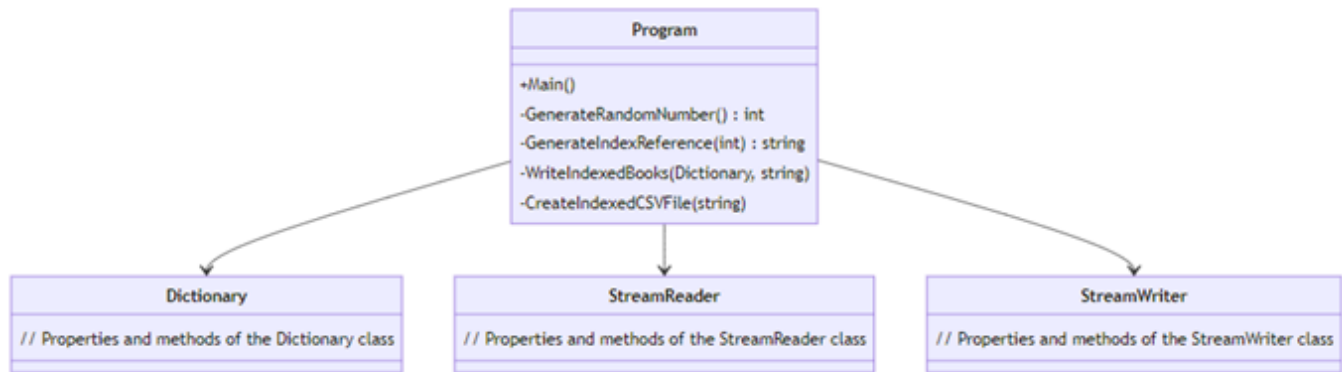 Program
+Main()
-GenerateRandomNumber() : int
-GenerateIndexReference(int) : string
-WriteIndexedBooks(Dictionary, string)
-CreateIndexedCSVFile(string)
Dictionary
// Properties and methods of the Dictionary class
StreamReader
// Properties and methods of the StreamReader class
StreamWriter
// Properties and methods of the StreamWriter class